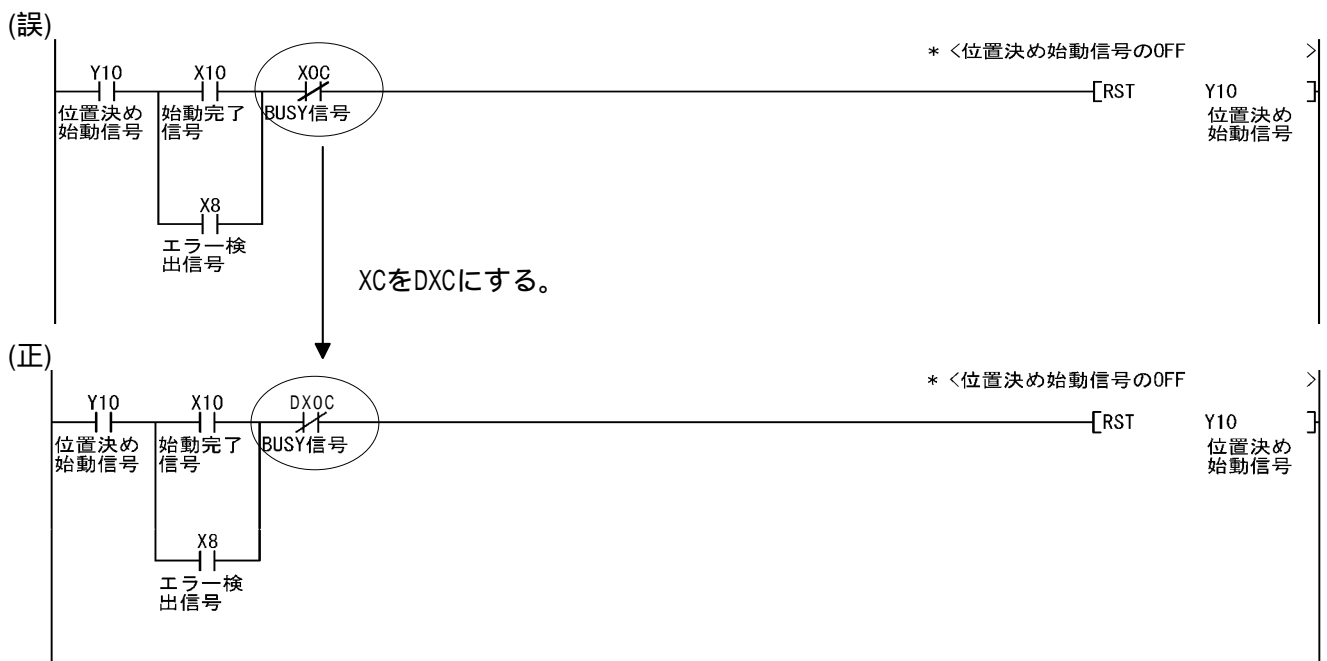 (誤)
* <位置決め始動信号のOFF >
Y10 X10 X0C [RST Y10 ]
位置決め 始動完了 BUSY信号 位置決め
始動信号 信号 始動信号
X8
エラー検
出信号
XCをDXCにする。
(正)
* <位置決め始動信号のOFF >
Y10 X10 DX0C [RST Y10 ]
位置決め 始動完了 BUSY信号 位置決め
始動信号 信号 始動信号
X8
エラー検
出信号